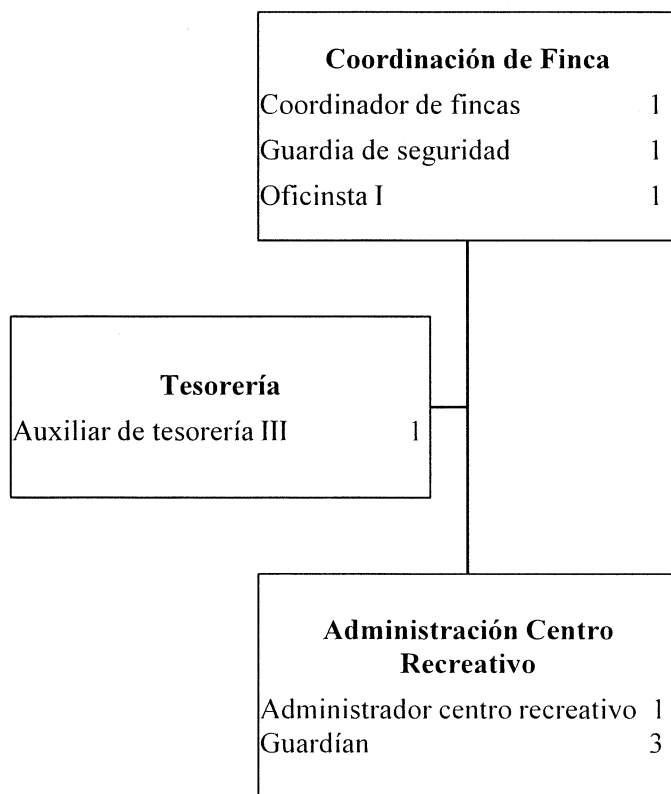 Coordinación de Finca
Coordinador de fincas 1
Guardia de seguridad 1
Oficinsta I 1
Tesorería
Auxiliar de tesorería III 1
Administración Centro
Recreativo
Administrador centro recreativo 1
Guardían 3